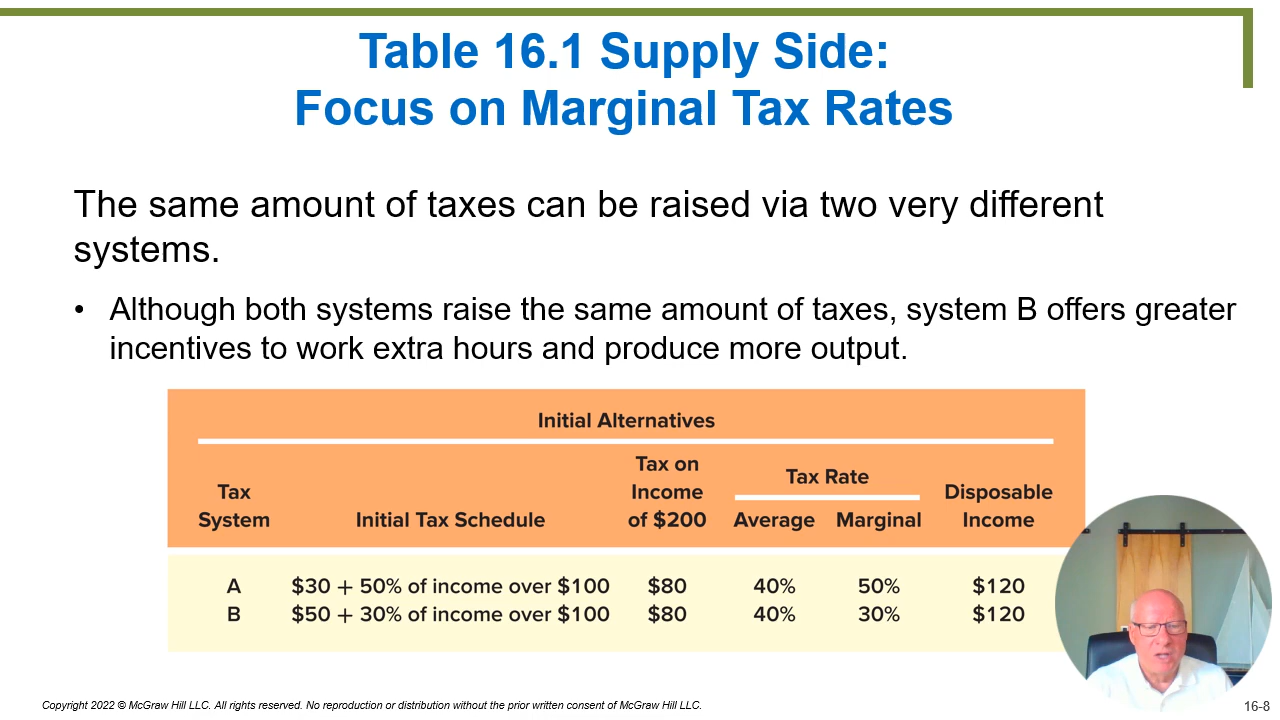 Table 16.1 Supply Side:
Focus on Marginal Tax Rates
The same amount of taxes can be raised via two very different
systems.
• Although both systems raise the same amount of taxes, system B offers greater
incentives to work extra hours and produce more output.
Initial Alternatives
Tax System
Initial Tax Schedule
Tax on Income of $200
Tax Rate
Average Marginal
Disposable Income
A $30 + 50% of income over $100 $80 40% 50% $120
B $50 + 30% of income over $100 $80 40% 30% $120
Copyright 2022 © McGraw Hill LLC. All rights reserved. No reproduction or distribution without the prior written consent of McGraw Hill LLC.
16-8